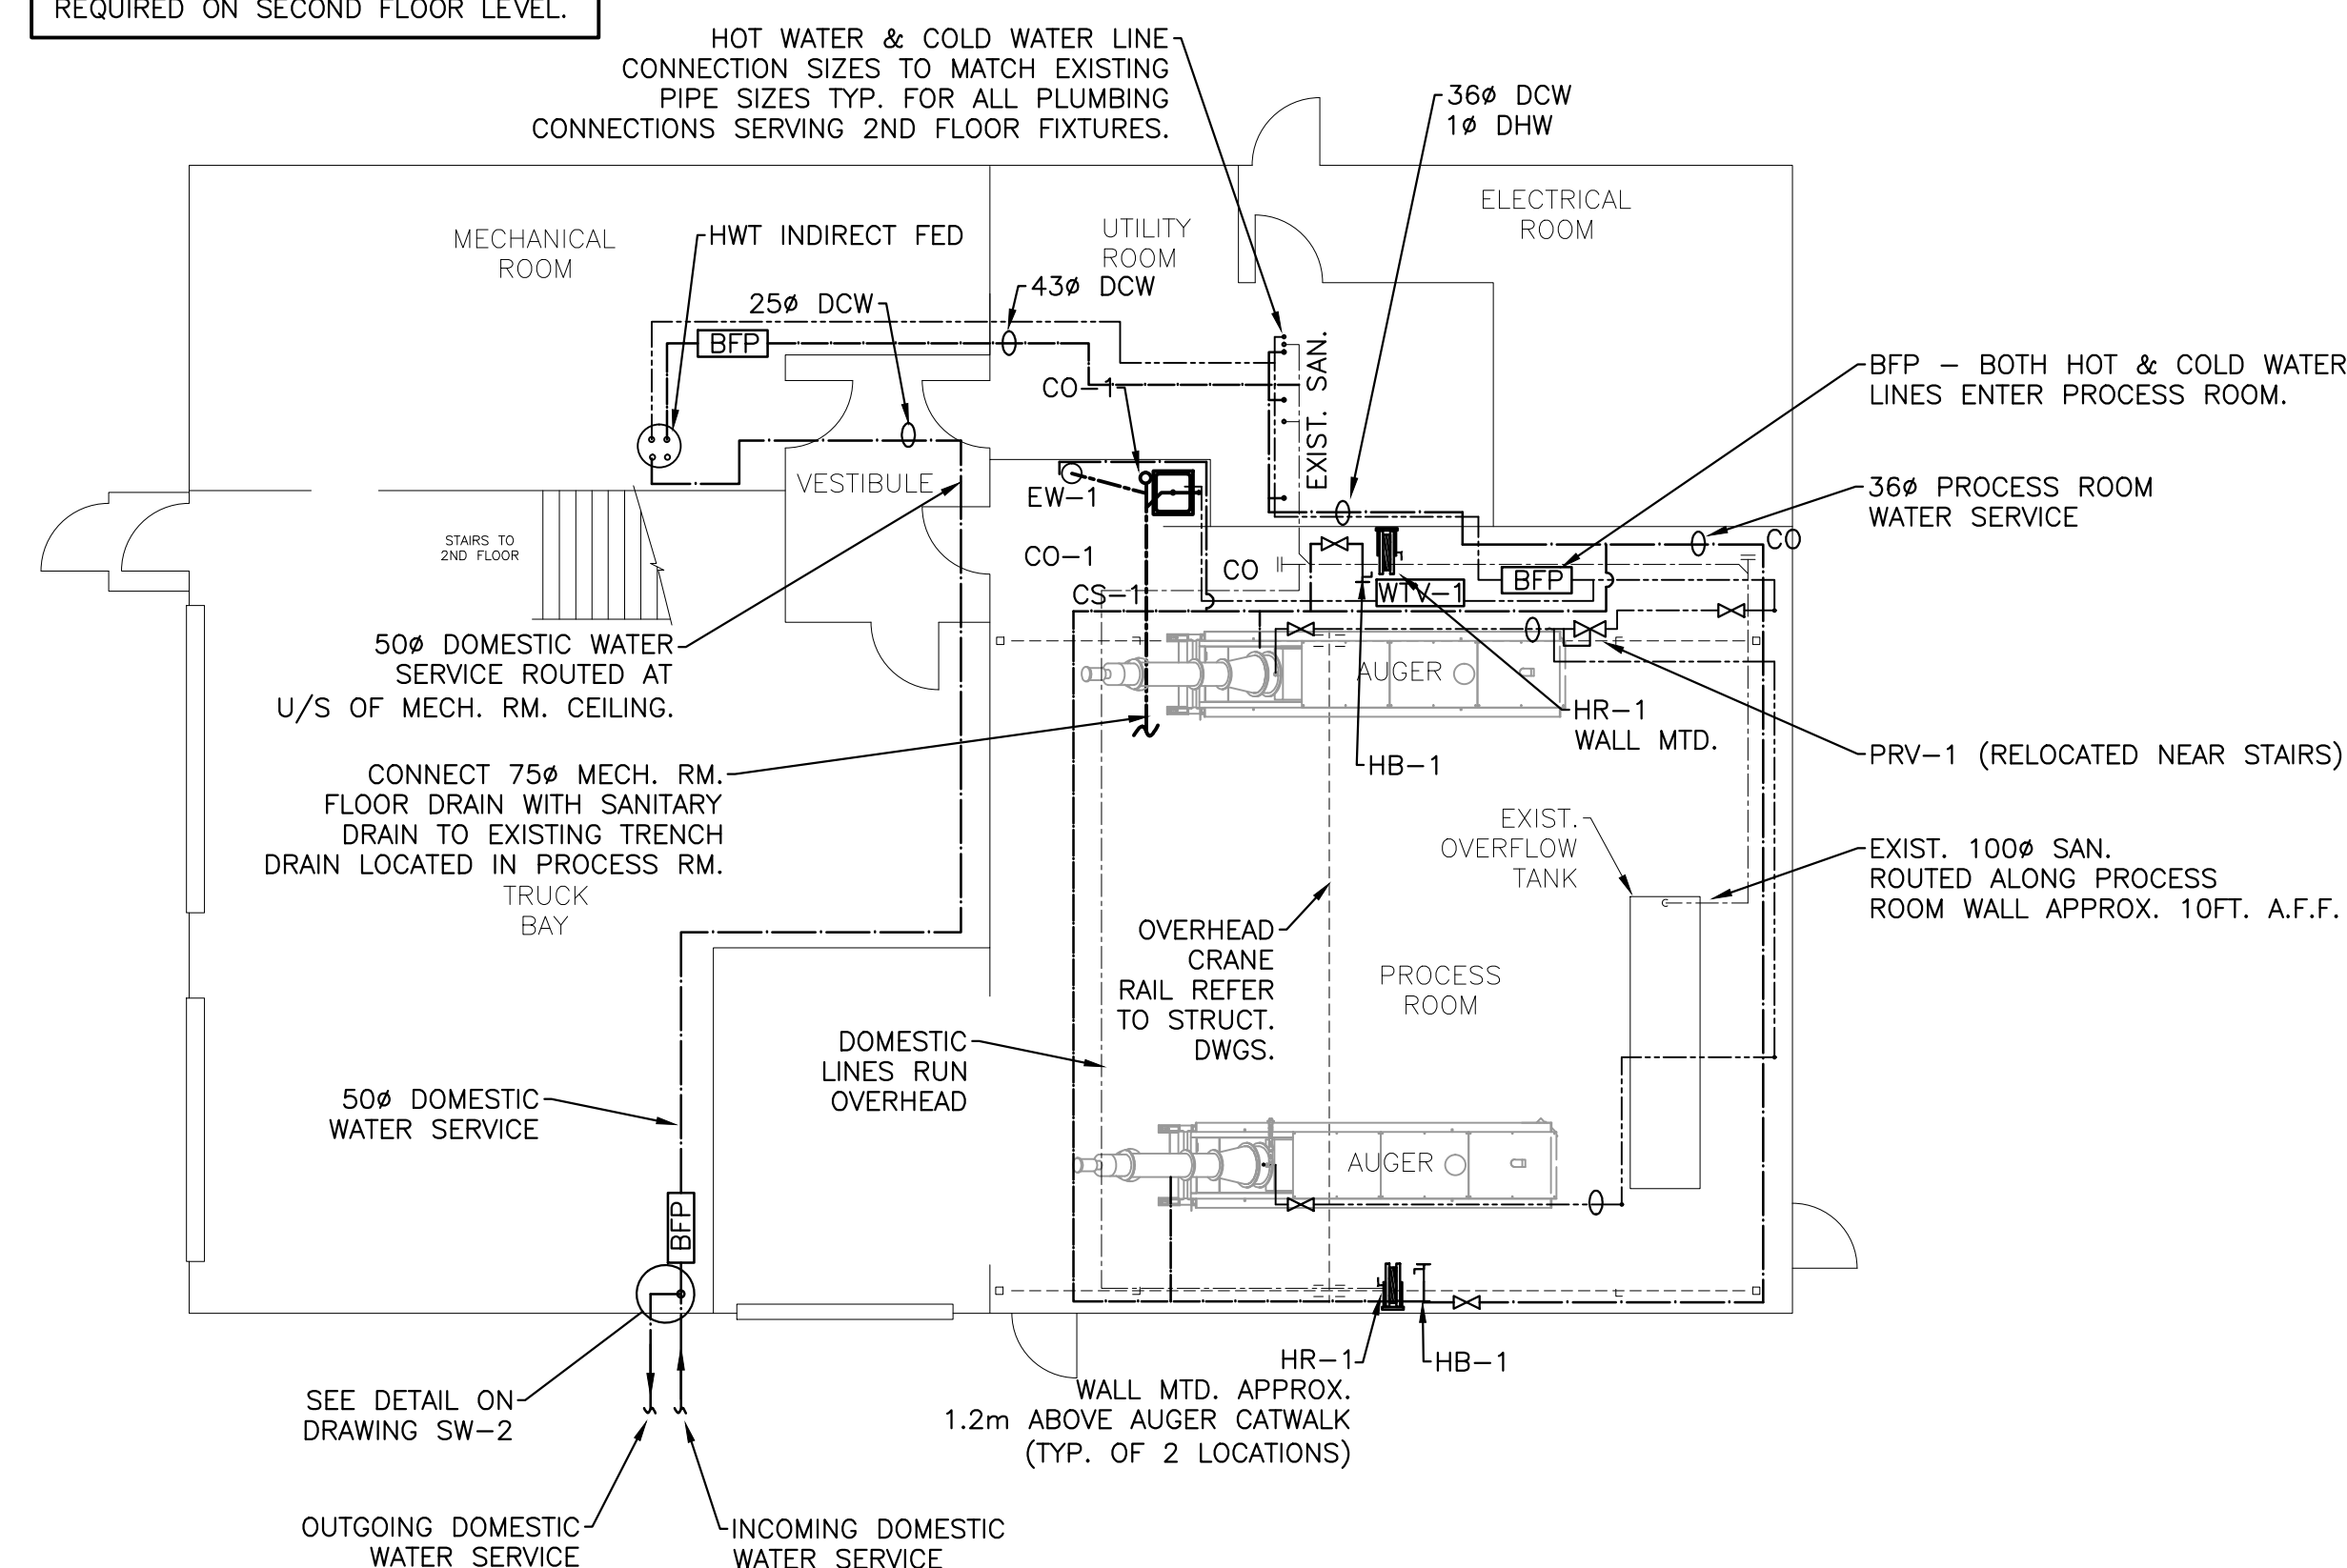 REQUIRED ON SECOND FLOOR LEVEL.
HOT WATER & COLD WATER LINE
CONNECTION SIZES TO MATCH EXISTING
PIPE SIZES TYP. FOR ALL PLUMBING
CONNECTIONS SERVING 2ND FLOOR FIXTURES.
36ø DCW
1ø DHW
MECHANICAL
ROOM
HWT INDIRECT FED
UTILITY
ROOM
ELECTRICAL
ROOM
25ø DCW
43ø DCW
BFP
EXIST. SAN.
CO-1
BFP - BOTH HOT & COLD WATER
LINES ENTER PROCESS ROOM.
VESTIBULE
EW-1
36ø PROCESS ROOM
WATER SERVICE
STAIRS TO
2ND FLOOR
CO-1
CO
CO
CS-1
WTV-1
BFP
50ø DOMESTIC WATER
SERVICE ROUTED AT
U/S OF MECH. RM. CEILING.
AUGER
HR-1
WALL MTD.
HB-1
PRV-1 (RELOCATED NEAR STAIRS)
CONNECT 75ø MECH. RM.
FLOOR DRAIN WITH SANITARY
DRAIN TO EXISTING TRENCH
DRAIN LOCATED IN PROCESS RM.
TRUCK
BAY
EXIST.
OVERFLOW
TANK
EXIST. 100ø SAN.
ROUTED ALONG PROCESS
ROOM WALL APPROX. 10FT. A.F.F.
OVERHEAD
CRANE
RAIL REFER
TO STRUCT.
DWGS.
PROCESS
ROOM
DOMESTIC
LINES RUN
OVERHEAD
50ø DOMESTIC
WATER SERVICE
AUGER
BFP
HR-1
WALL MTD. APPROX.
1.2m ABOVE AUGER CATWALK
(TYP. OF 2 LOCATIONS)
HB-1
SEE DETAIL ON
DRAWING SW-2
OUTGOING DOMESTIC
WATER SERVICE
INCOMING DOMESTIC
WATER SERVICE